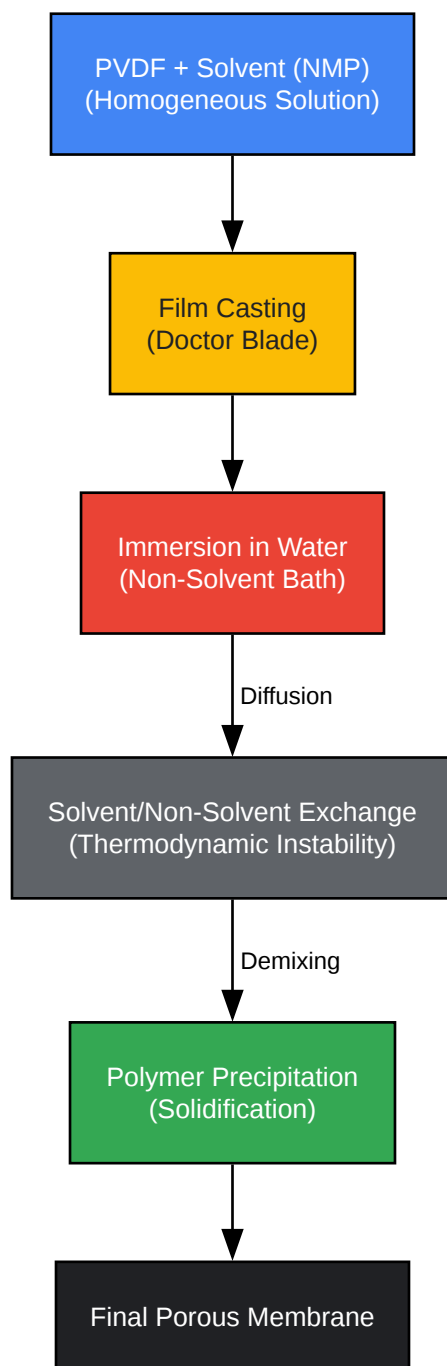 PVDF + Solvent (NMP)
(Homogeneous Solution)
Film Casting
(Doctor Blade)
Immersion in Water
(Non-Solvent Bath)
Diffusion
Solvent/Non-Solvent Exchange
(Thermodynamic Instability)
Demixing
Polymer Precipitation
(Solidification)
Final Porous Membrane